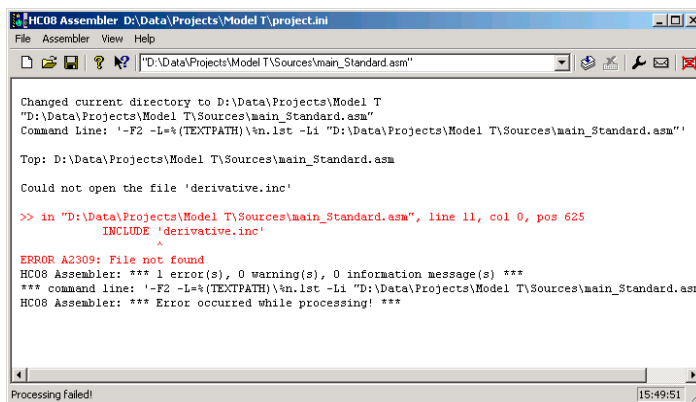 HC08 Assembler D:\Data\Projects\Model T\project.ini
File Assembler View Help
"D:\Data\Projects\Model T\Sources\main_Standard.asm"
Changed current directory to D:\Data\Projects\Model T
"D:\Data\Projects\Model T\Sources\main_Standard.asm"
Command Line: '-F2 -L=%(TEXTPATH)\%n.lst -Li "D:\Data\Projects\Model T\Sources\main_Standard.asm"'
Top: D:\Data\Projects\Model T\Sources\main_Standard.asm
Could not open the file 'derivative.inc'
>> in "D:\Data\Projects\Model T\Sources\main_Standard.asm", line 11, col 0, pos 625
INCLUDE 'derivative.inc'
^
ERROR A2309: File not found
HC08 Assembler: *** 1 error(s), 0 warning(s), 0 information message(s) ***
*** command line: '-F2 -L=%(TEXTPATH)\%n.lst -Li "D:\Data\Projects\Model T\Sources\main_Standard.asm
HC08 Assembler: *** Error occurred while processing! ***
Processing failed!
15:49:51